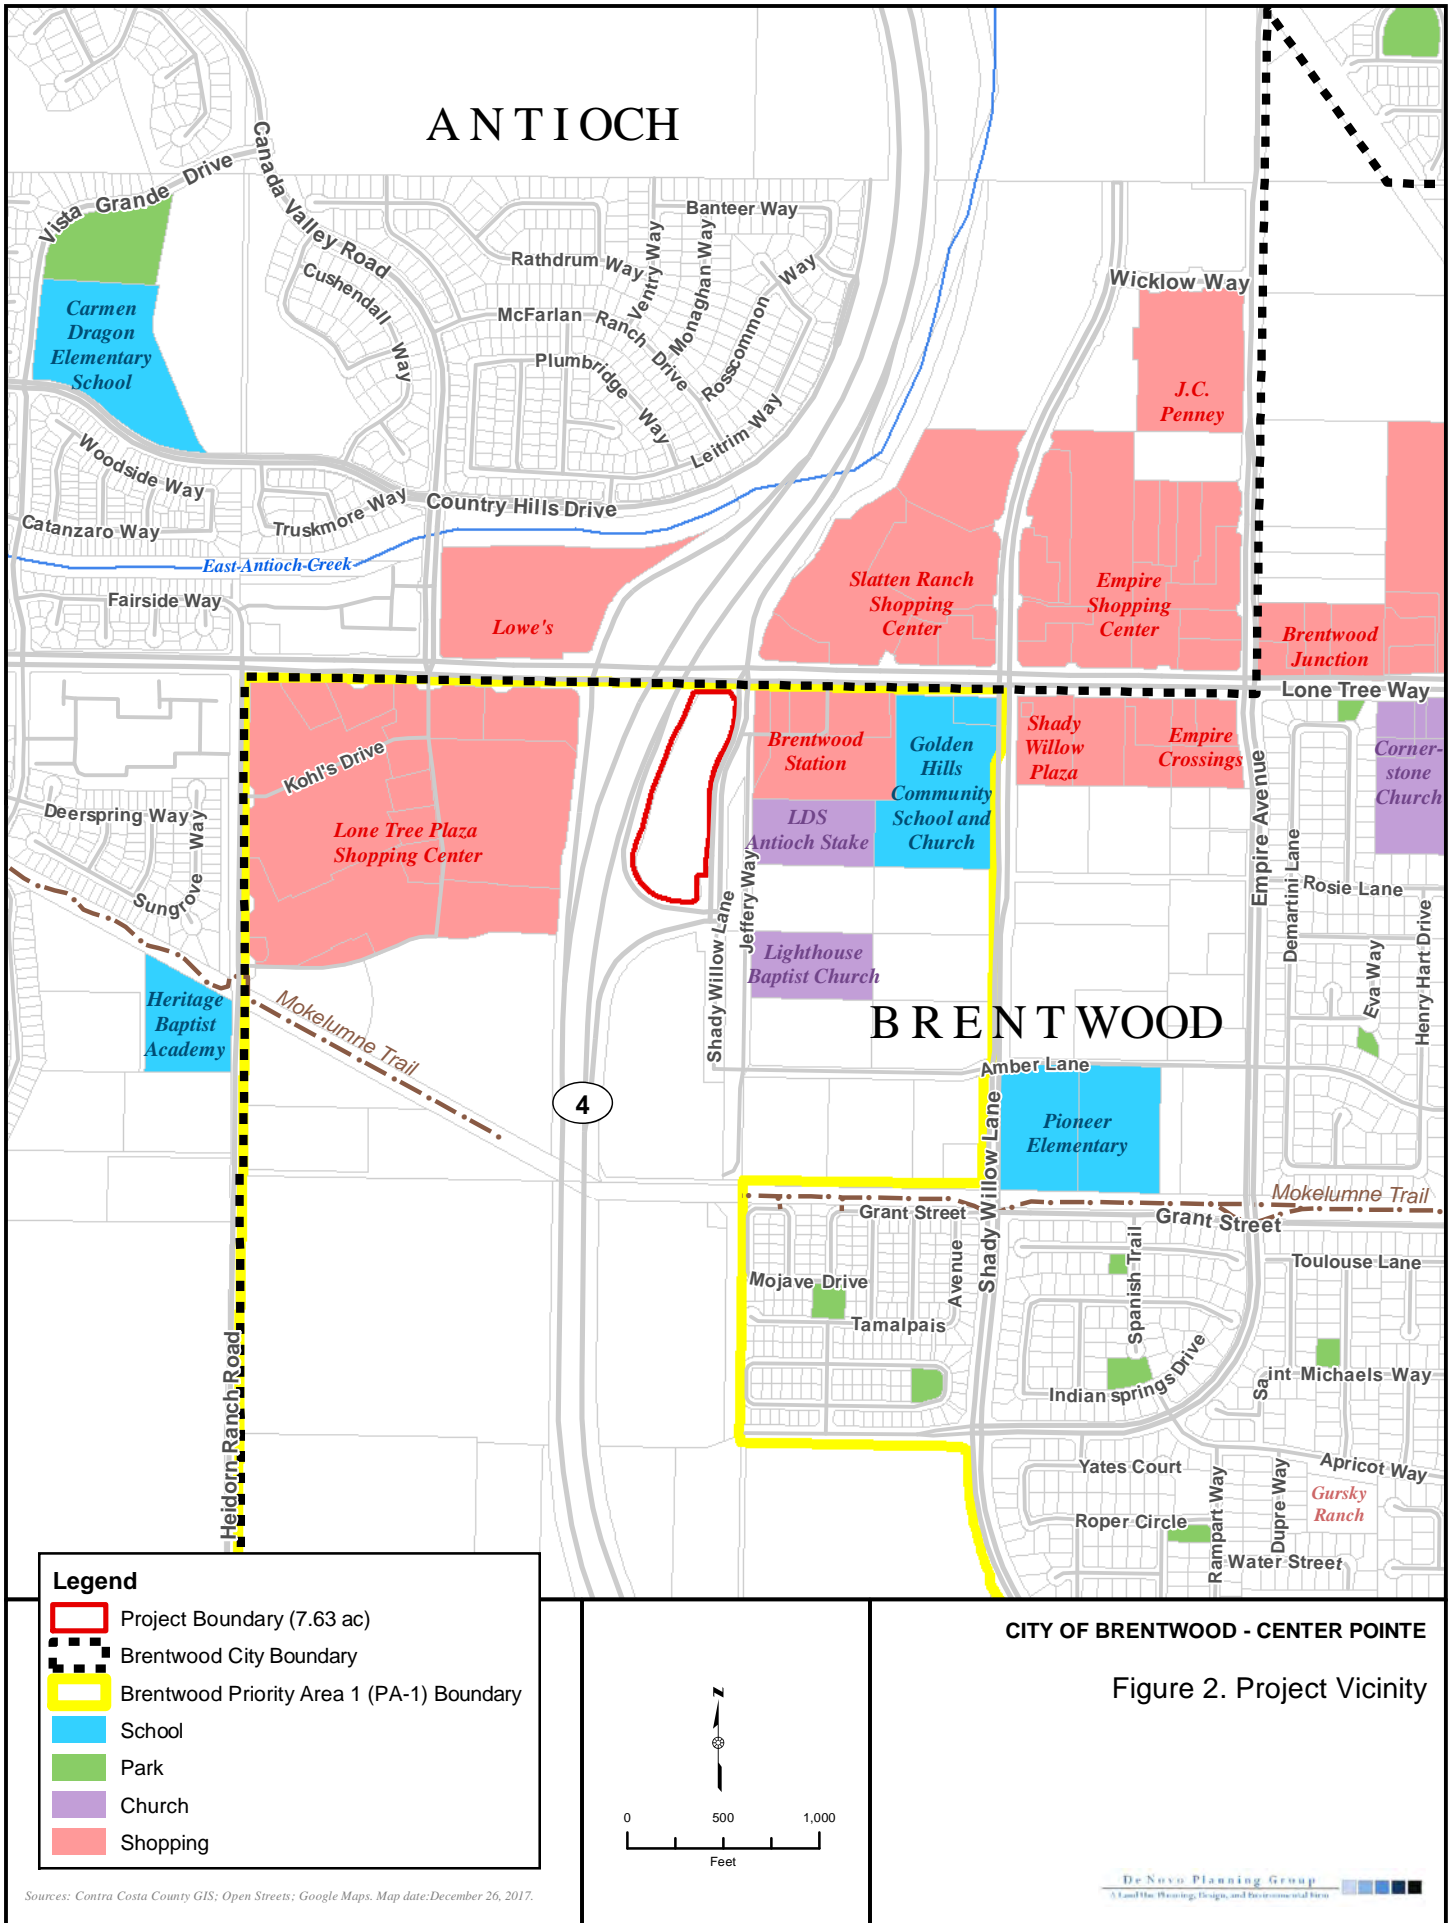 ANTIOCH
Canada Valley Road
Vista Grande Drive
Banteer Way
Rathdrum Way
Ventry Way
Monaghan Way
Rosscommon Way
Cushendall Way
McFarlan Ranch Drive
Plumbridge Way
Leitrim Way
Wicklow Way
Carmen
Dragon
Elementary
School
J.C.
Penney
Woodside Way
Country Hills Drive
Truskmore Way
Catanzaro Way
East-Antioch-Creek
Fairside Way
Lowe's
Slatten Ranch
Shopping
Center
Empire
Shopping
Center
Brentwood
Junction
Lone Tree Way
Kohl's Drive
Brentwood
Station
Golden
Hills
Community
School and
Church
Shady
Willow
Plaza
Empire
Crossings
Corner-
stone
Church
Deerspring Way
Sungrove Way
Lone Tree Plaza
Shopping Center
LDS
Antioch Stake
Empire Avenue
Demartini Lane
Rosie Lane
Shady Willow Lane
Jeffery Way
Lighthouse
Baptist Church
Eva Way
Henry Hart Drive
Heritage
Baptist
Academy
Mokelumne Trail
BRENTWOOD
Amber Lane
4
Pioneer
Elementary
Shady Willow Lane
Mokelumne Trail
Grant Street
Grant Street
Mojave Drive
Avenue
Tamalpais
Spanish Trail
Toulouse Lane
Indian springs Drive
Saint Michaels Way
Heidorn Ranch Road
Yates Court
Apricot Way
Rampart Way
Dupre Way
Gursky
Ranch
Roper Circle
Water Street
Legend
Project Boundary (7.63 ac)
Brentwood City Boundary
Brentwood Priority Area 1 (PA-1) Boundary
School
Park
Church
Shopping
Sources: Contra Costa County GIS; Open Streets; Google Maps. Map date:December 26, 2017.
N
0 500 1,000
Feet
CITY OF BRENTWOOD - CENTER POINTE
Figure 2. Project Vicinity
De Novo Planning Group
A Land Use Planning, Design, and Environmental Firm